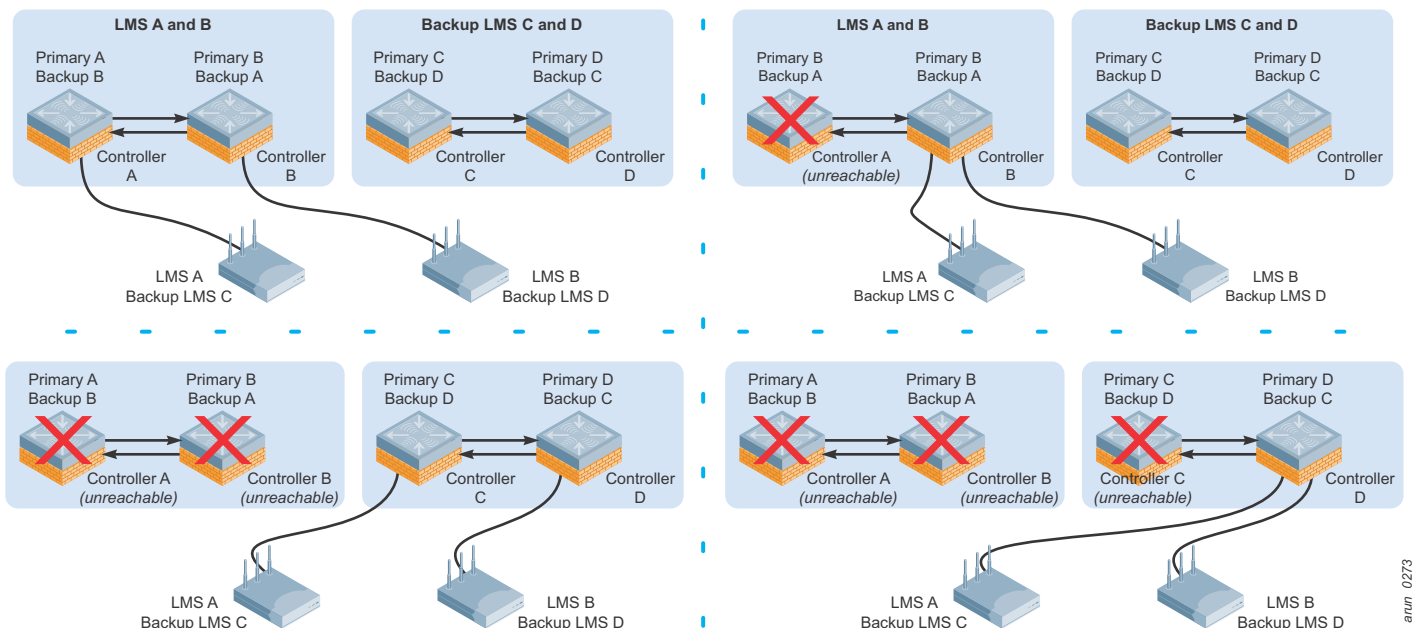 LMS A and B
Backup LMS C and D
Primary A
Backup B
Primary B
Backup A
Primary C
Backup D
Primary D
Backup C
Controller
A
Controller
B
Controller
C
Controller
D
LMS A
Backup LMS C
LMS B
Backup LMS D
LMS A and B
Backup LMS C and D
Primary B
Backup A
Primary B
Backup A
Primary C
Backup D
Primary D
Backup C
Controller A
(unreachable)
Controller
B
Controller
C
Controller
D
LMS A
Backup LMS C
LMS B
Backup LMS D
Primary A
Backup B
Primary B
Backup A
Primary C
Backup D
Primary D
Backup C
Controller A
(unreachable)
Controller B
(unreachable)
Controller
C
Controller
D
LMS A
Backup LMS C
LMS B
Backup LMS D
Primary A
Backup B
Primary B
Backup A
Primary C
Backup D
Primary D
Backup C
Controller A
(unreachable)
Controller B
(unreachable)
Controller C
(unreachable)
Controller
D
LMS A
Backup LMS C
LMS B
Backup LMS D
arun_0273